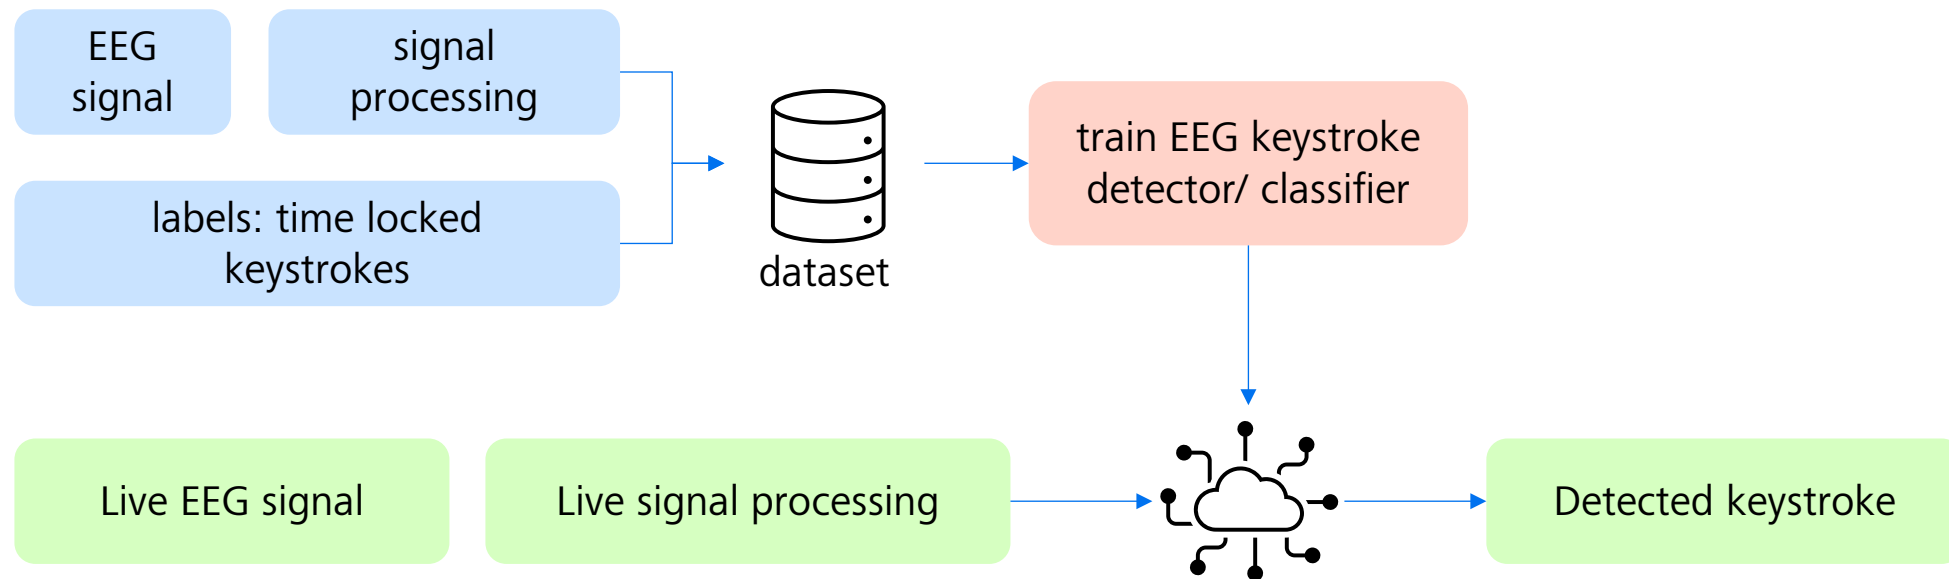 EEG
signal
signal
processing
labels: time locked
keystrokes
dataset
train EEG keystroke
detector/ classifier
Live EEG signal
Live signal processing
Detected keystroke